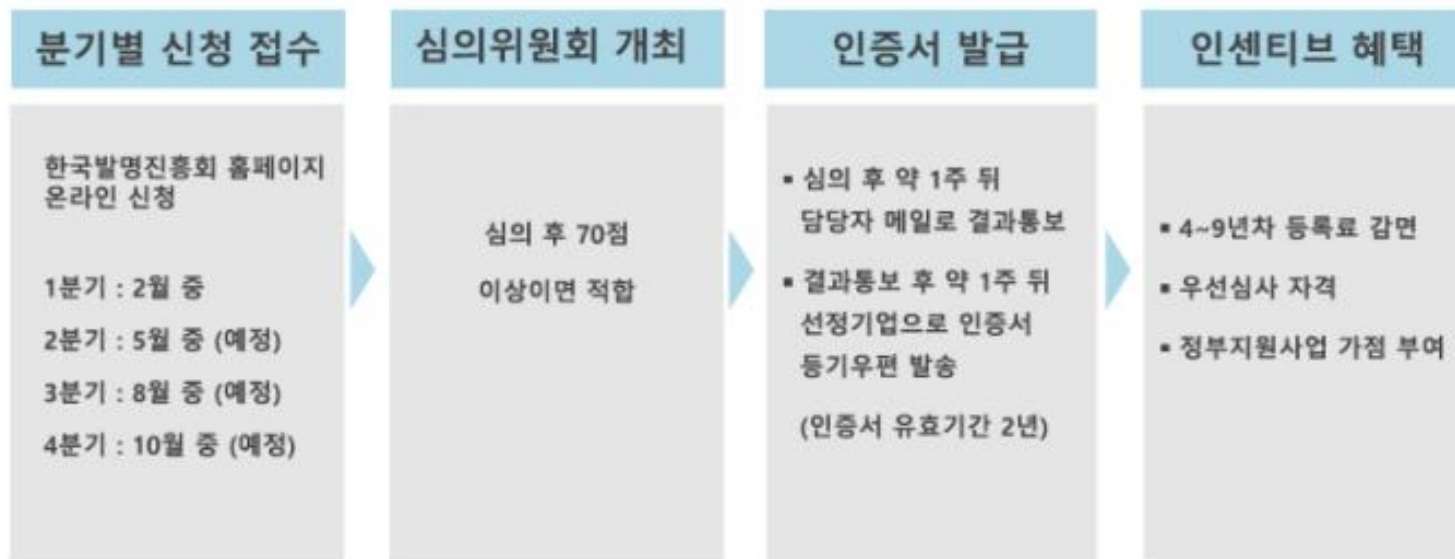 분기별 신청 접수
한국발명진흥회 홈페이지
온라인 신청
1분기 : 2월 중
2분기 : 5월 중 (예정)
3분기 : 8월 중 (예정)
4분기 : 10월 중 (예정)
심의위원회 개최
심의 후 70점
이상이면 적합
인증서 발급
▪ 심의 후 약 1주 뒤
담당자 메일로 결과통보
▪ 결과통보 후 약 1주 뒤
선정기업으로 인증서
등기우편 발송
(인증서 유효기간 2년)
인센티브 혜택
▪ 4~9년차 등록료 감면
▪ 우선심사 자격
▪ 정부지원사업 가점 부여